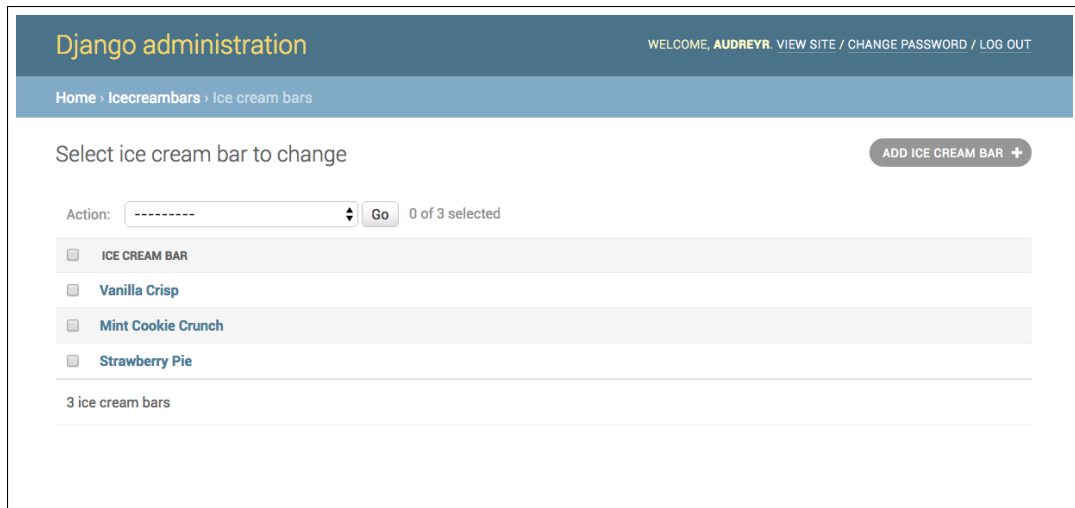 Django administration
WELCOME, AUDREYR. VIEW SITE / CHANGE PASSWORD / LOG OUT
Home › Icecreambars › Ice cream bars
Select ice cream bar to change
ADD ICE CREAM BAR +
Action: --------- Go 0 of 3 selected
ICE CREAM BAR
Vanilla Crisp
Mint Cookie Crunch
Strawberry Pie
3 ice cream bars